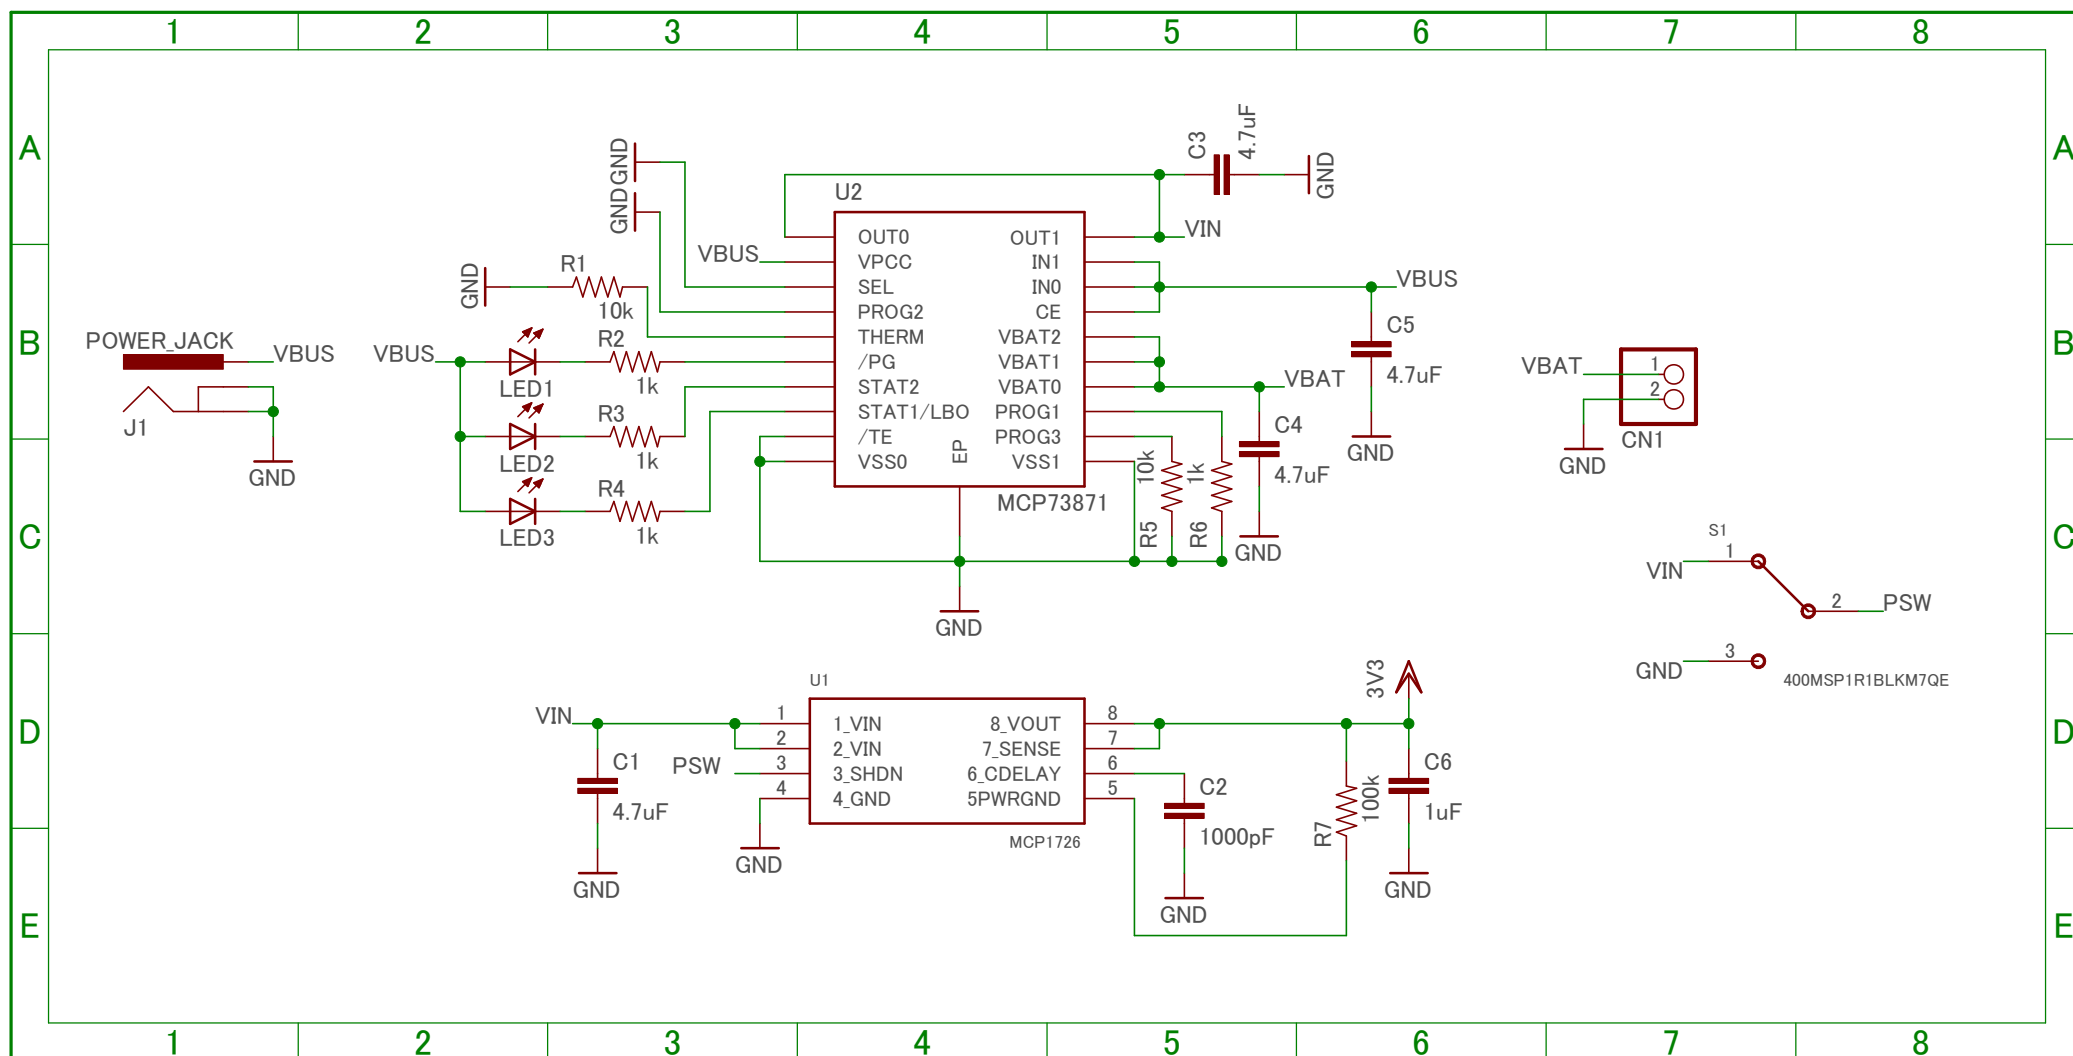 1 2 3 4 5 6 7 8
A A
B B
C C
D D
E E
POWER_JACK
VBUS
J1
GND
GND
GND
GND
R1
10k
VBUS
LED1
R2
1k
LED2
R3
1k
LED3
R4
1k
VBUS
U2
OUT0
VPCC
SEL
PROG2
THERM
/PG
STAT2
STAT1/LBO
/TE
VSS0
EP
OUT1
IN1
IN0
CE
VBAT2
VBAT1
VBAT0
PROG1
PROG3
VSS1
MCP73871
GND
C3
4.7uF
GND
VIN
VBUS
C5
4.7uF
GND
VBAT
C4
4.7uF
GND
10k
R5
1k
R6
VBAT
1
2
CN1
GND
S1
VIN
1
2
PSW
GND
3
400MSP1R1BLKM7QE
VIN
C1
4.7uF
GND
PSW
GND
U1
1 1_VIN 8_VOUT 8
2 2_VIN 7_SENSE 7
3 3_SHDN 6_CDELAY 6
4 4_GND 5PWRGND 5
MCP1726
C2
1000pF
GND
R7
100k
3V3
C6
1uF
GND
1 2 3 4 5 6 7 8